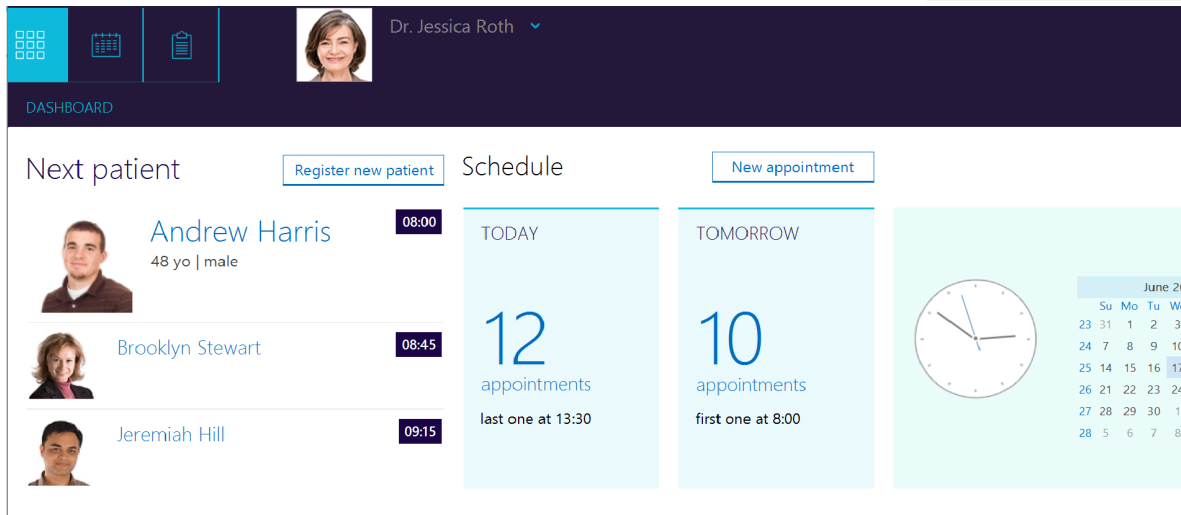 Dr. Jessica Roth
DASHBOARD
Next patient
Register new patient
Andrew Harris
08:00
48 yo | male
Brooklyn Stewart
08:45
Jeremiah Hill
09:15
Schedule
New appointment
TODAY
12
appointments
last one at 13:30
TOMORROW
10
appointments
first one at 8:00
June 20
Su Mo Tu We
23 31 1 2 3
24 7 8 9 10
25 14 15 16 17
26 21 22 23 24
27 28 29 30 1
28 5 6 7 8